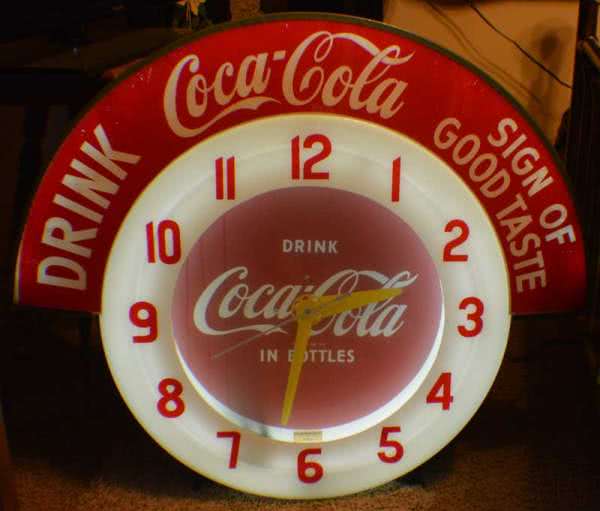 DRINK
Coca-Cola
SIGN OF
GOOD TASTE
12
1
2
3
4
5
6
7
8
9
10
11
DRINK
Coca-Cola
IN BOTTLES